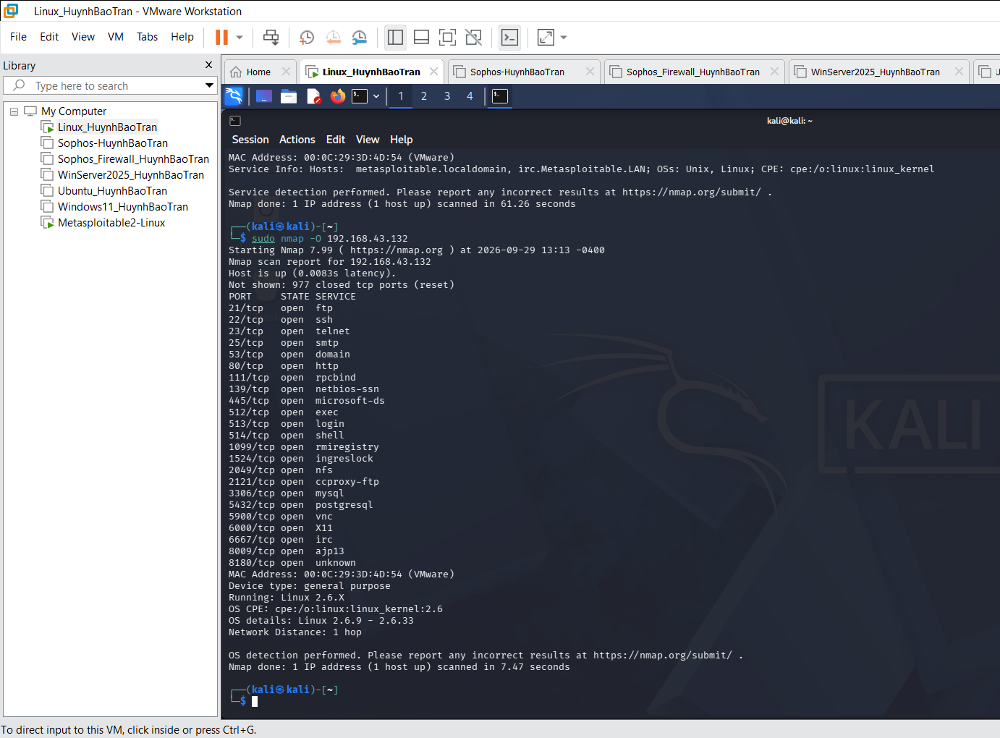 Linux_HuynhBaoTran - VMware Workstation
File Edit View VM Tabs Help
Library
Type here to search
My Computer
Linux_HuynhBaoTran
Sophos-HuynhBaoTran
Sophos_Firewall_HuynhBaoTran
WinServer2025_HuynhBaoTran
Ubuntu_HuynhBaoTran
Windows11_HuynhBaoTran
Metasploitable2-Linux
Home Linux_HuynhBaoTran Sophos-HuynhBaoTran Sophos_Firewall_HuynhBaoTran WinServer2025_HuynhBaoTran
1 2 3 4
kali@kali: ~
Session Actions Edit View Help
MAC Address: 00:0C:29:3D:4D:54 (VMware)
Service Info: Hosts:  metasploitable.localdomain, irc.Metasploitable.LAN; OSs: Unix, Linux; CPE: cpe:/o:linux:linux_kernel
Service detection performed. Please report any incorrect results at https://nmap.org/submit/ .
Nmap done: 1 IP address (1 host up) scanned in 61.26 seconds
┌──(kali㉿kali)-[~]
└─$ sudo nmap -O 192.168.43.132
Starting Nmap 7.99 ( https://nmap.org ) at 2026-09-29 13:13 -0400
Nmap scan report for 192.168.43.132
Host is up (0.0083s latency).
Not shown: 977 closed tcp ports (reset)
PORT     STATE SERVICE
21/tcp   open  ftp
22/tcp   open  ssh
23/tcp   open  telnet
25/tcp   open  smtp
53/tcp   open  domain
80/tcp   open  http
111/tcp  open  rpcbind
139/tcp  open  netbios-ssn
445/tcp  open  microsoft-ds
512/tcp  open  exec
513/tcp  open  login
514/tcp  open  shell
1099/tcp open  rmiregistry
1524/tcp open  ingreslock
2049/tcp open  nfs
2121/tcp open  ccproxy-ftp
3306/tcp open  mysql
5432/tcp open  postgresql
5900/tcp open  vnc
6000/tcp open  X11
6667/tcp open  irc
8009/tcp open  ajp13
8180/tcp open  unknown
MAC Address: 00:0C:29:3D:4D:54 (VMware)
Device type: general purpose
Running: Linux 2.6.X
OS CPE: cpe:/o:linux:linux_kernel:2.6
OS details: Linux 2.6.9 - 2.6.33
Network Distance: 1 hop
OS detection performed. Please report any incorrect results at https://nmap.org/submit/ .
Nmap done: 1 IP address (1 host up) scanned in 7.47 seconds
┌──(kali㉿kali)-[~]
└─$
KALI
To direct input to this VM, click inside or press Ctrl+G.